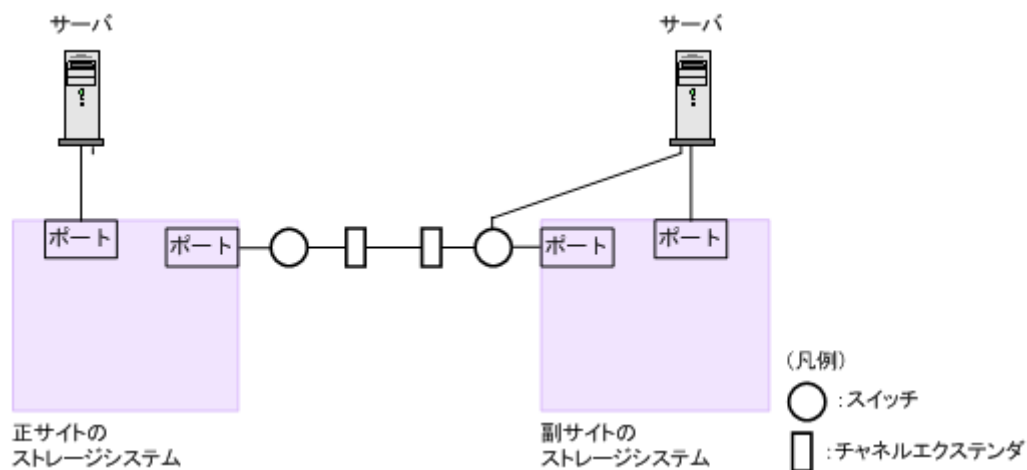 サーバ
サーバ
ポート
ポート
ポート
ポート
正サイトの
ストレージシステム
副サイトの
ストレージシステム
(凡例)
:スイッチ
:チャネルエクステンダ